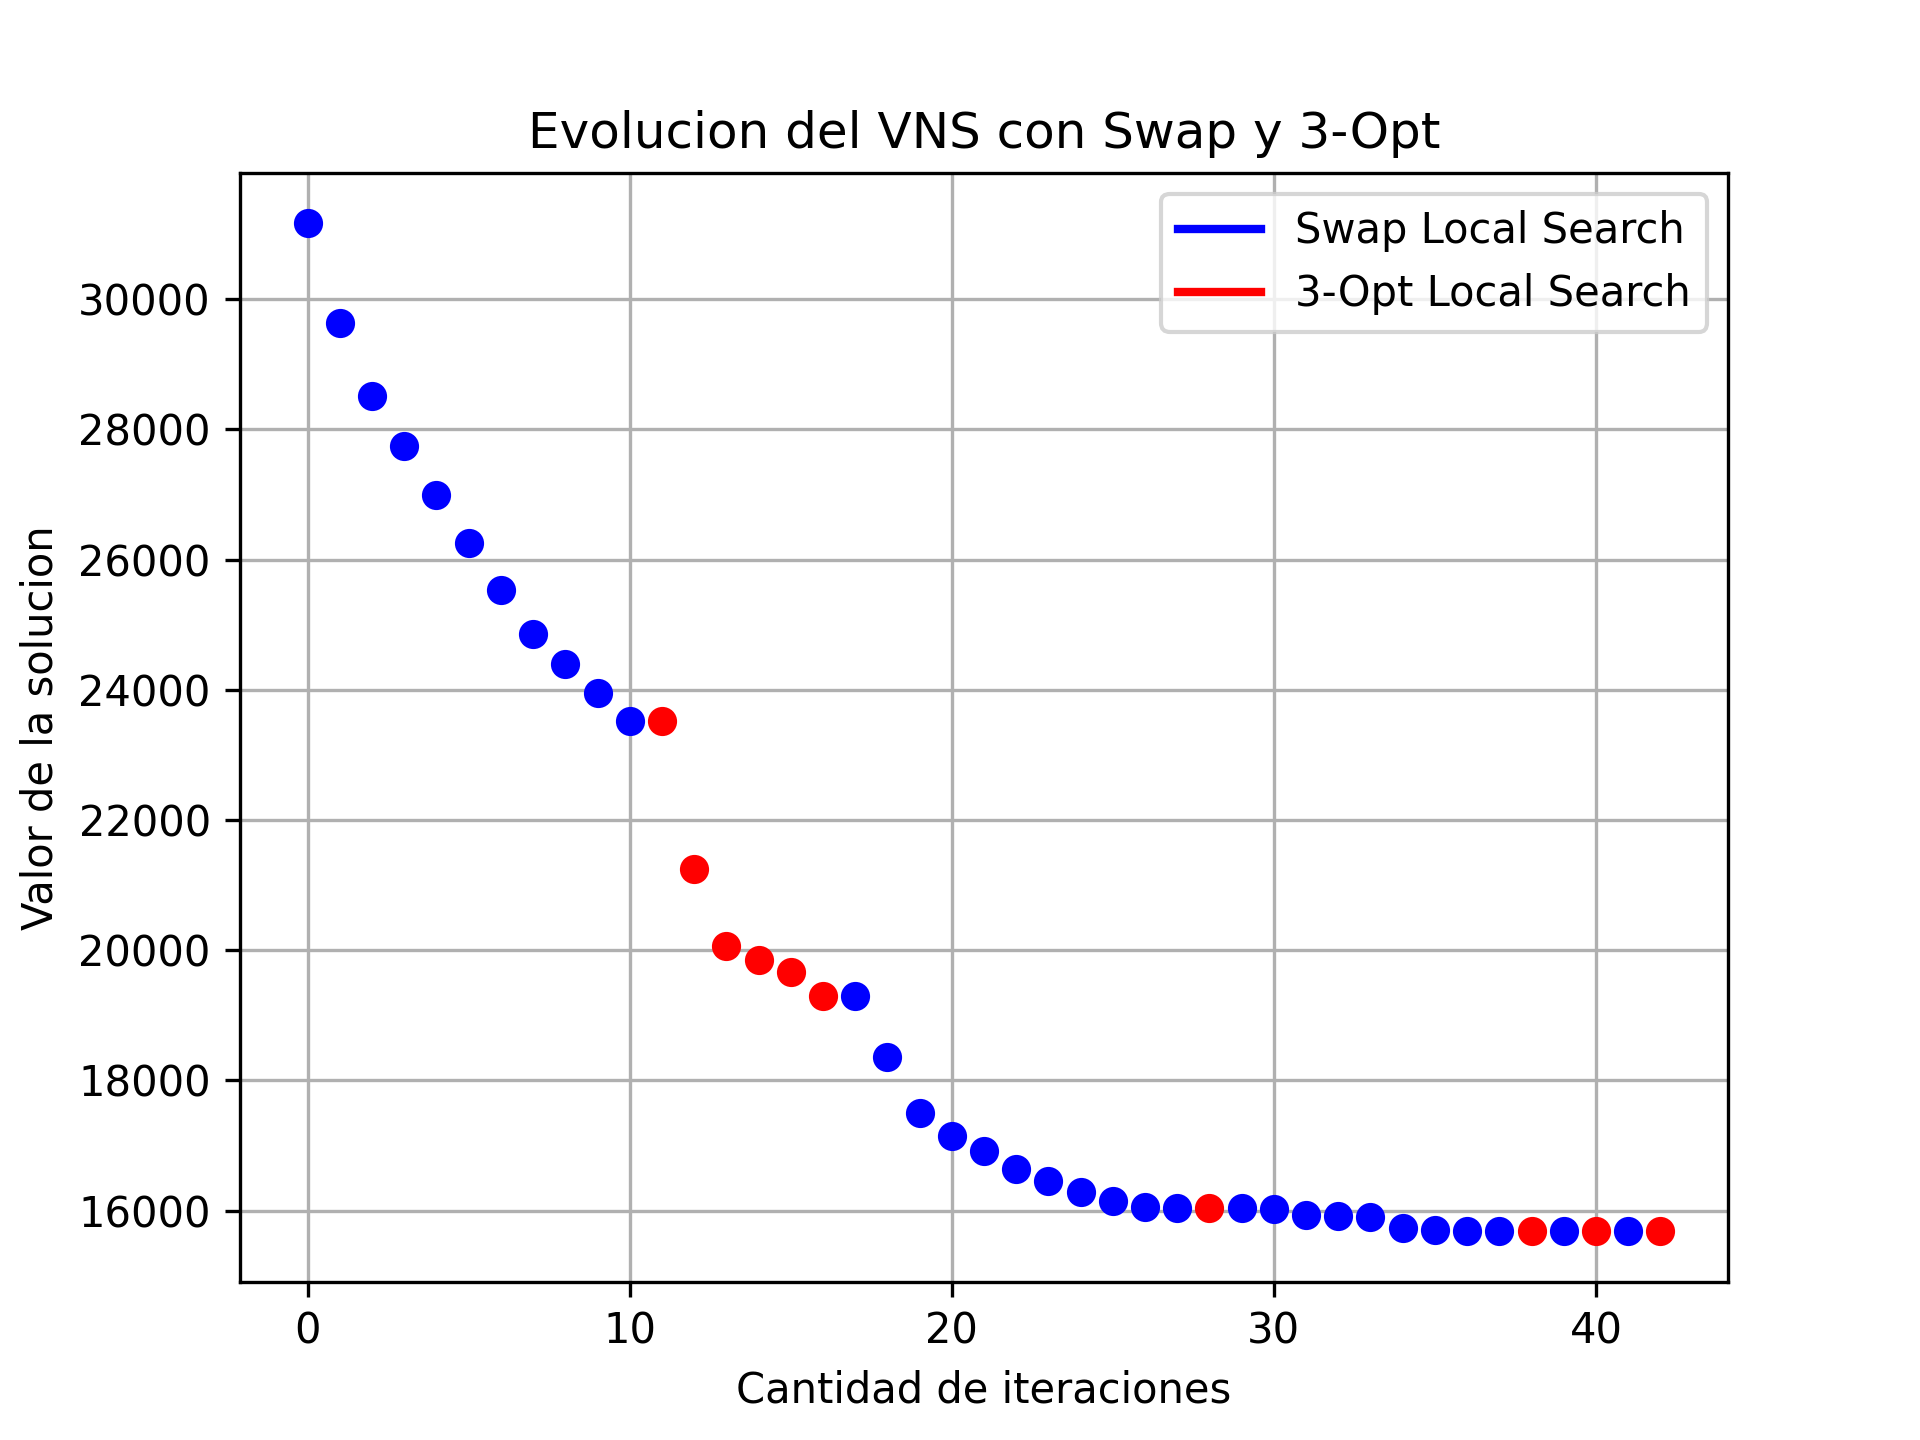 Evolucion del VNS con Swap y 3-Opt
Swap Local Search
3-Opt Local Search
Valor de la solucion
30000
28000
26000
24000
22000
20000
18000
16000
0 10 20 30 40
Cantidad de iteraciones